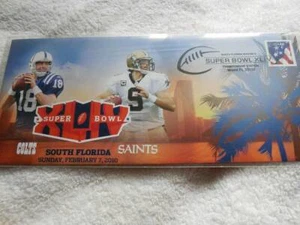 18
9
SUPER BOWL
XLIV
SUPER BOWL XLIV
COLTS
SOUTH FLORIDA
SAINTS
SUNDAY, FEBRUARY 7, 2010